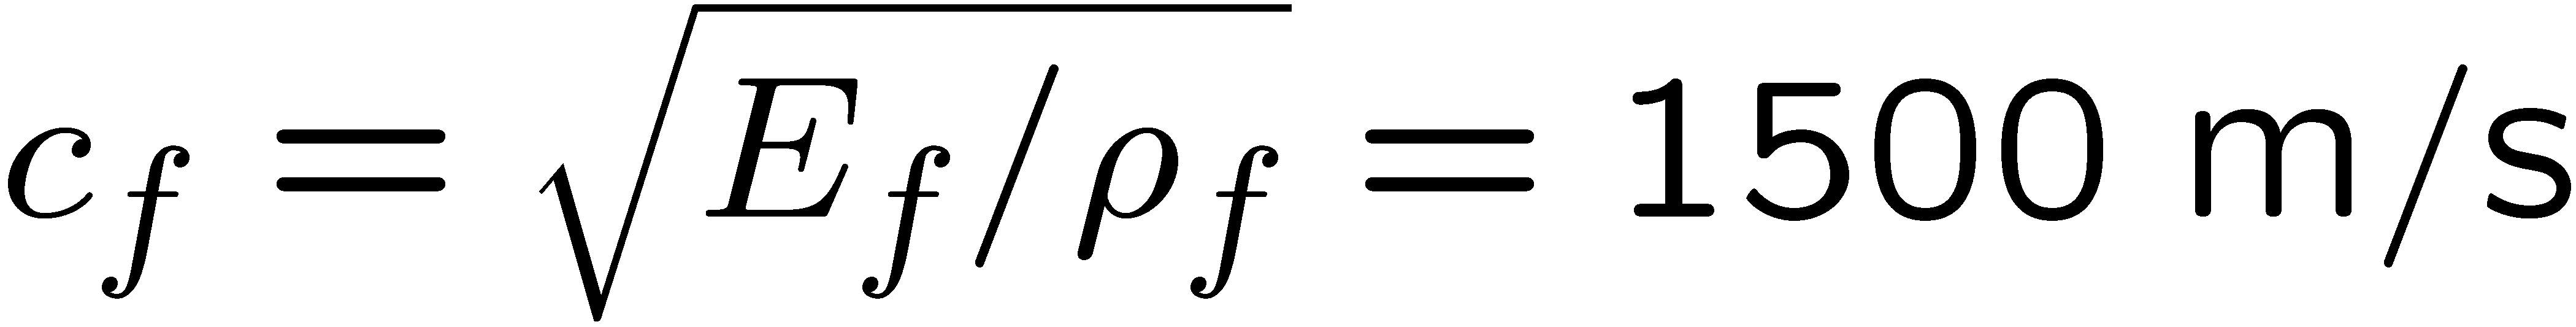 c_f = √(E_f/ρ_f) = 1500 m/s